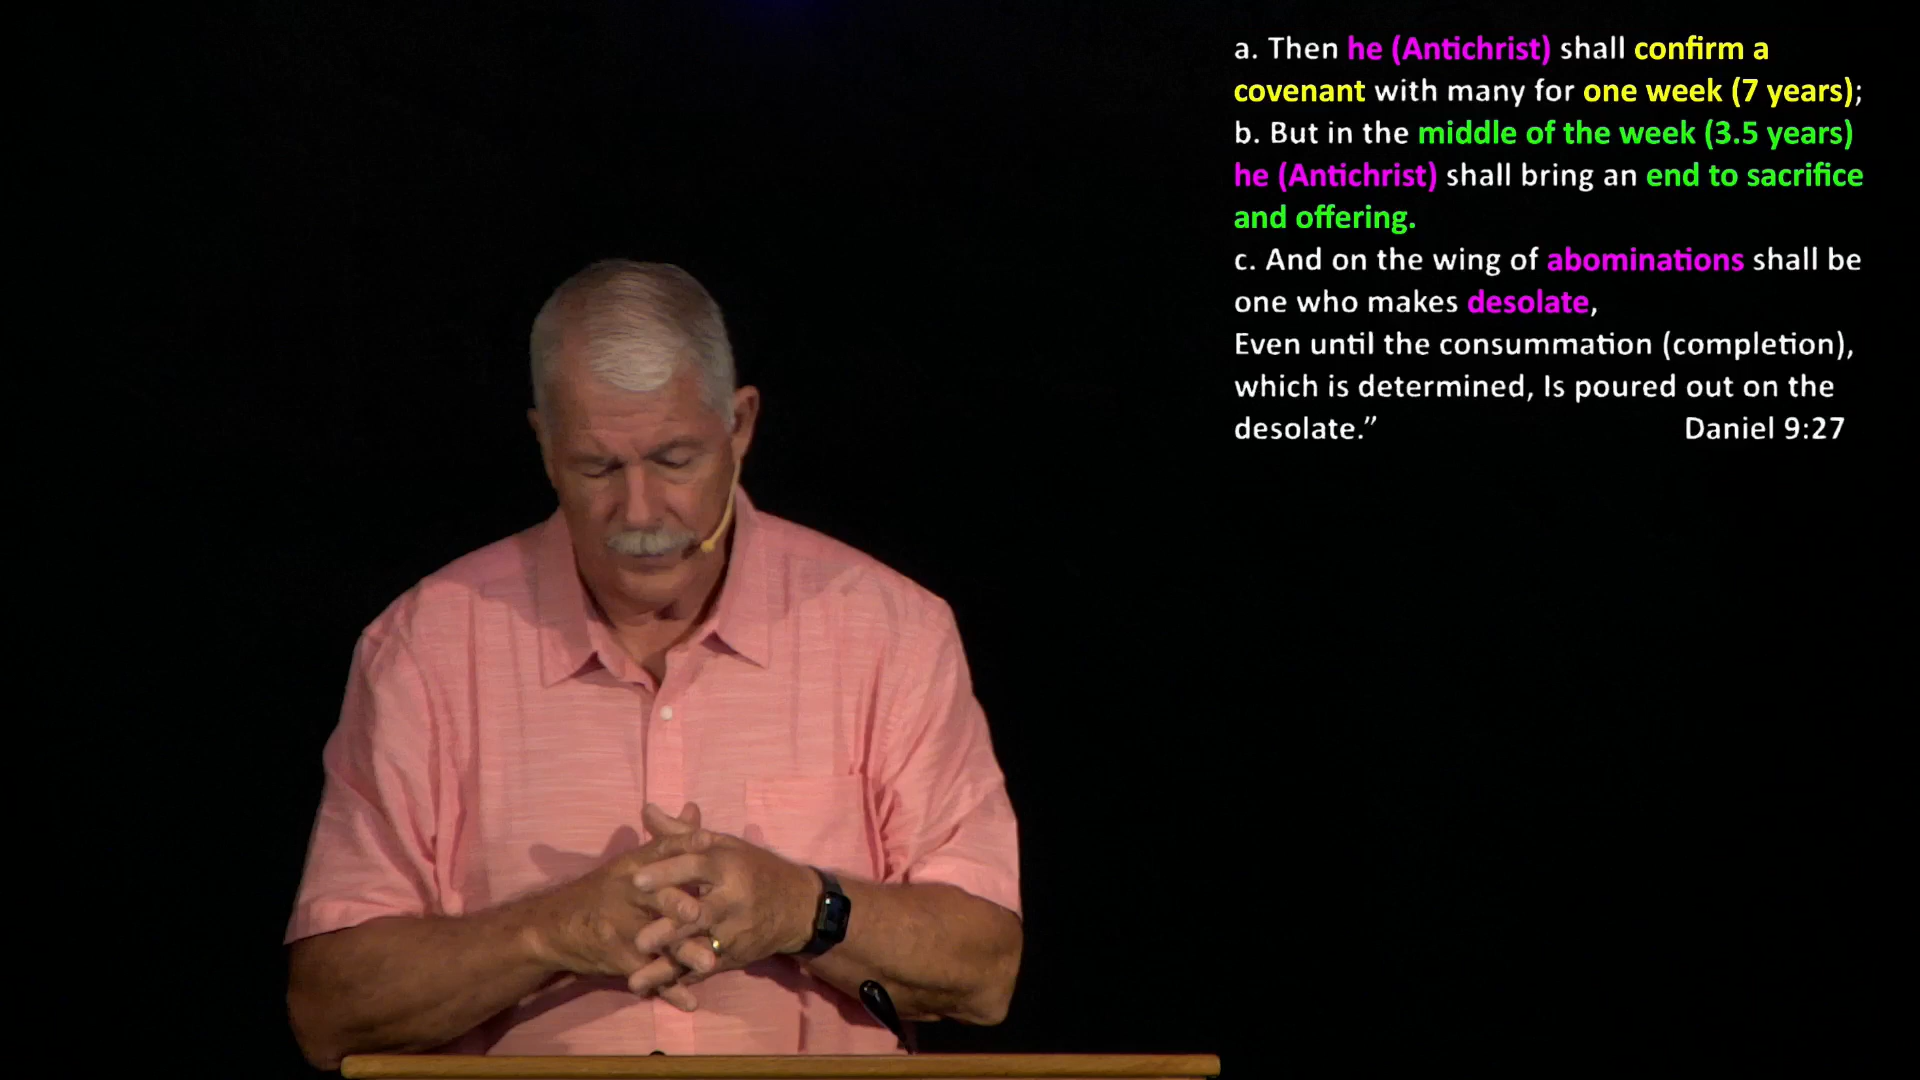 a. Then he (Antichrist) shall confirm a
covenant with many for one week (7 years);
b. But in the middle of the week (3.5 years)
he (Antichrist) shall bring an end to sacrifice
and offering.
c. And on the wing of abominations shall be
one who makes desolate,
Even until the consummation (completion),
which is determined, Is poured out on the
desolate.” Daniel 9:27